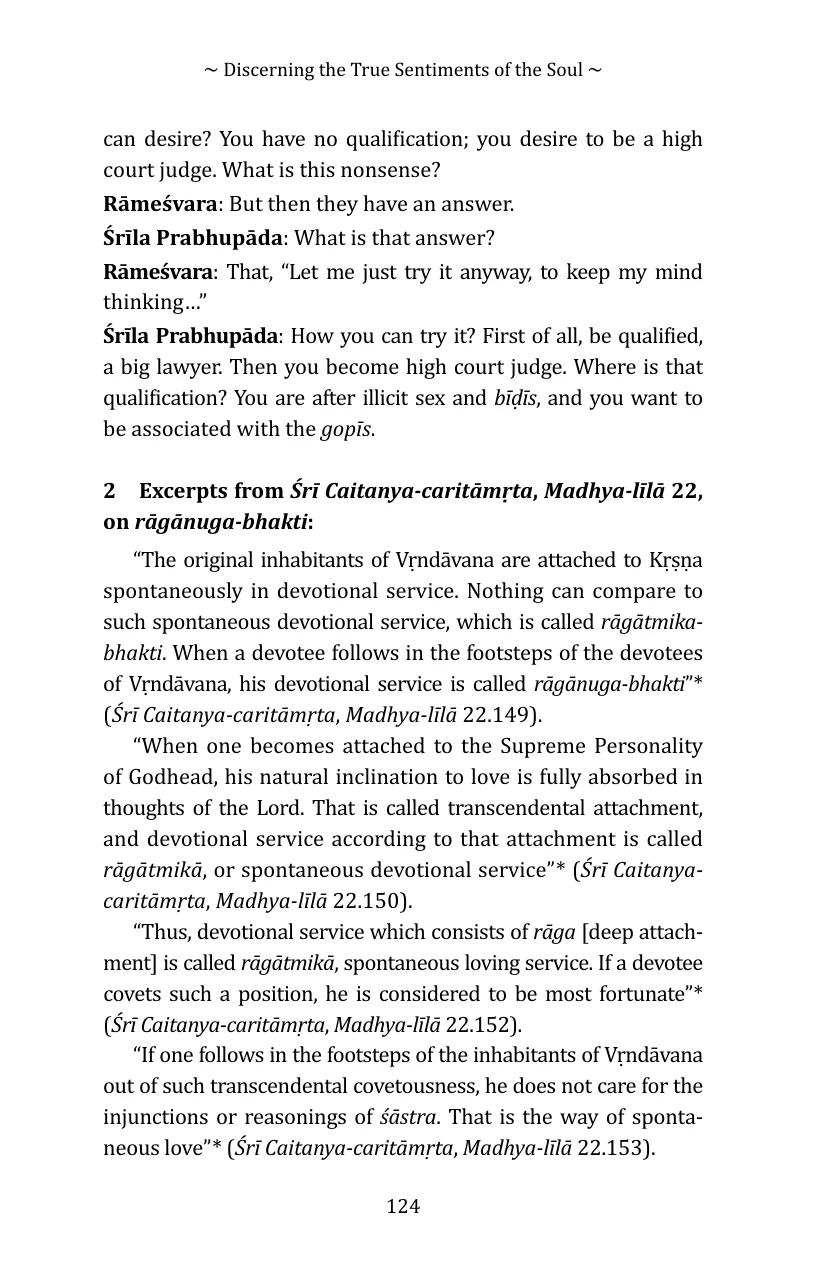 ~ Discerning the True Sentiments of the Soul ~
can desire? You have no qualification; you desire to be a high
court judge. What is this nonsense?
Rāmeśvara: But then they have an answer.
Śrīla Prabhupāda: What is that answer?
Rāmeśvara: That, “Let me just try it anyway, to keep my mind
thinking…”
Śrīla Prabhupāda: How you can try it? First of all, be qualified,
a big lawyer. Then you become high court judge. Where is that
qualification? You are after illicit sex and bīḍīs, and you want to
be associated with the gopīs.
2 Excerpts from Śrī Caitanya-caritāmṛta, Madhya-līlā 22,
on rāgānuga-bhakti:
“The original inhabitants of Vṛndāvana are attached to Kṛṣṇa
spontaneously in devotional service. Nothing can compare to
such spontaneous devotional service, which is called rāgātmika-
bhakti. When a devotee follows in the footsteps of the devotees
of Vṛndāvana, his devotional service is called rāgānuga-bhakti”*
(Śrī Caitanya-caritāmṛta, Madhya-līlā 22.149).
“When one becomes attached to the Supreme Personality
of Godhead, his natural inclination to love is fully absorbed in
thoughts of the Lord. That is called transcendental attachment,
and devotional service according to that attachment is called
rāgātmikā, or spontaneous devotional service”* (Śrī Caitanya-
caritāmṛta, Madhya-līlā 22.150).
“Thus, devotional service which consists of rāga [deep attach-
ment] is called rāgātmikā, spontaneous loving service. If a devotee
covets such a position, he is considered to be most fortunate”*
(Śrī Caitanya-caritāmṛta, Madhya-līlā 22.152).
“If one follows in the footsteps of the inhabitants of Vṛndāvana
out of such transcendental covetousness, he does not care for the
injunctions or reasonings of śāstra. That is the way of sponta-
neous love”* (Śrī Caitanya-caritāmṛta, Madhya-līlā 22.153).
124